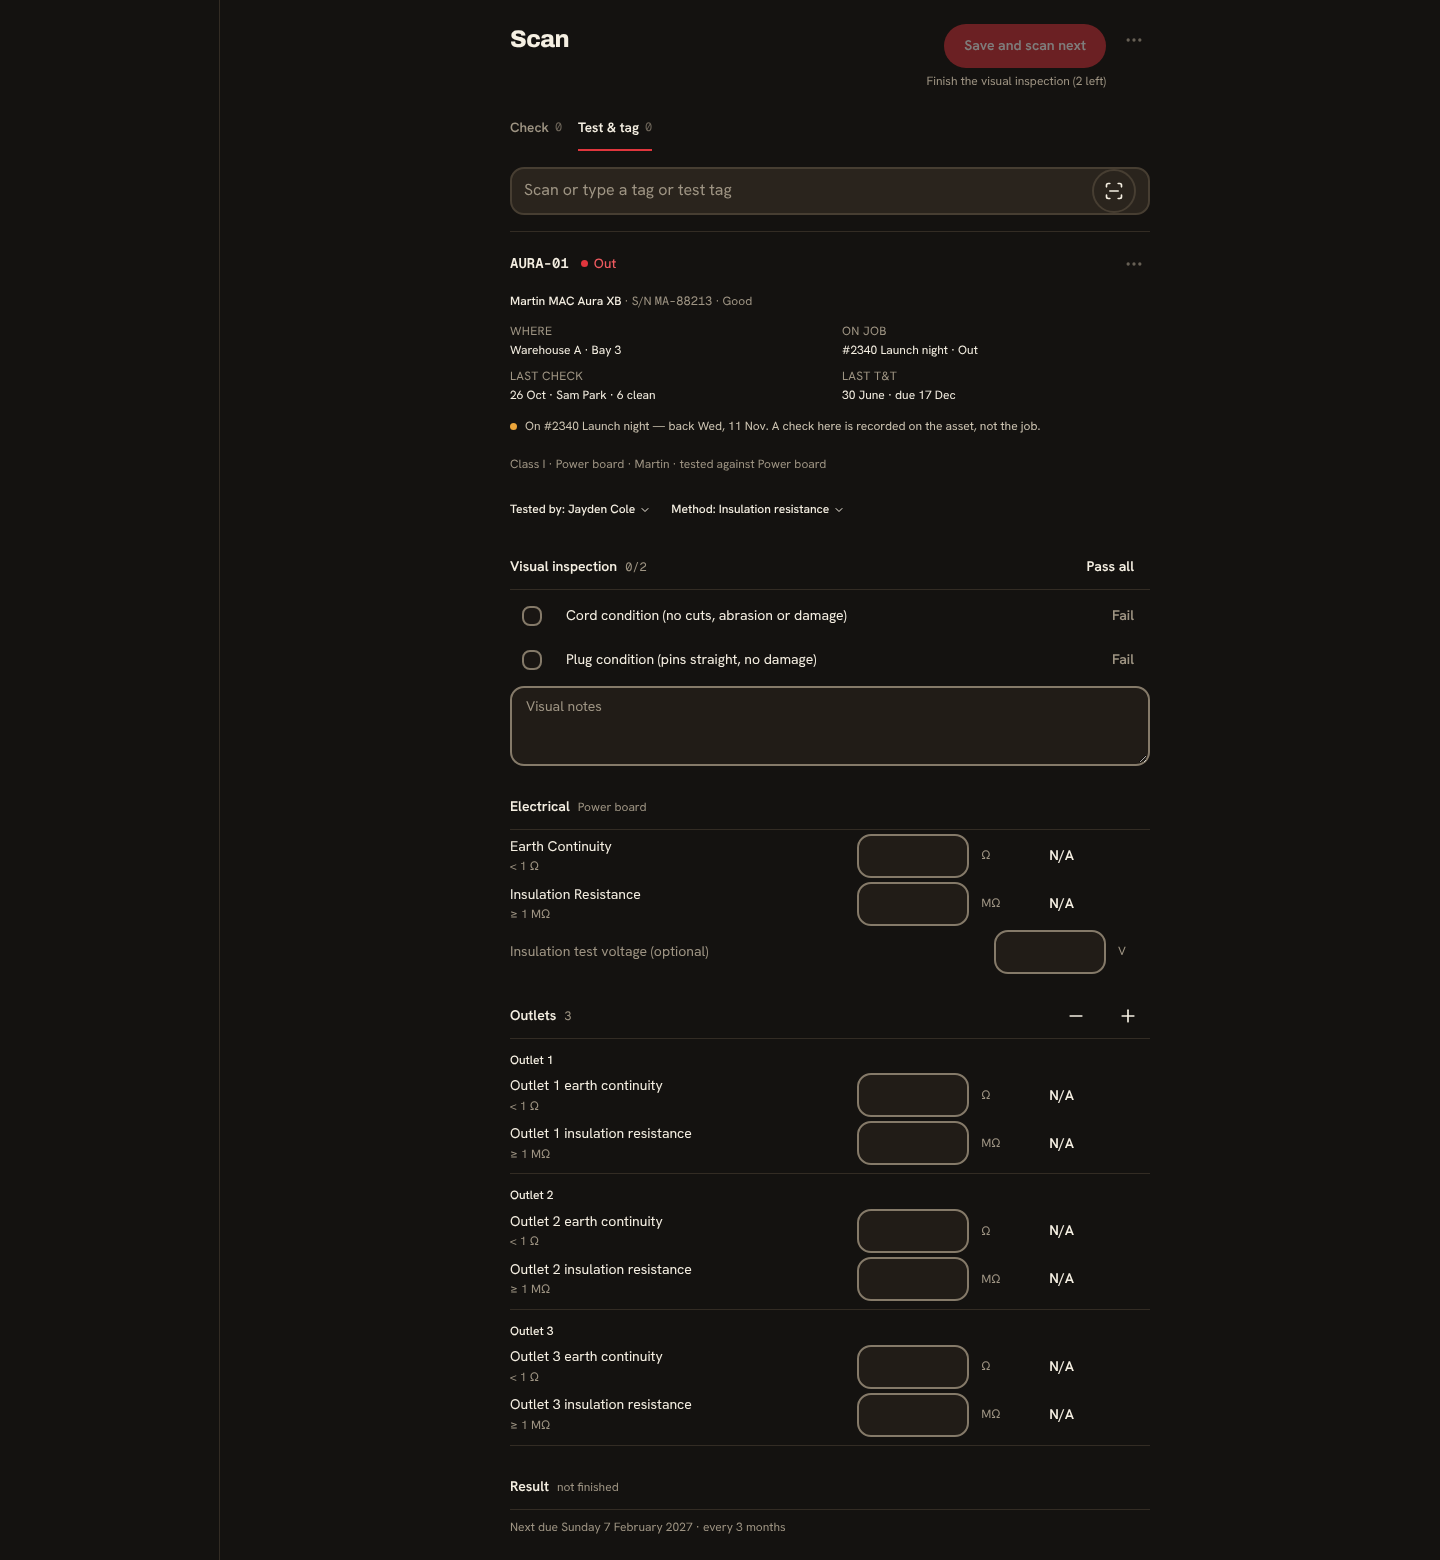 Scan
Save and scan next
Finish the visual inspection (2 left)
Check 0 Test & tag 0
Scan or type a tag or test tag
AURA-01 Out
Martin MAC Aura XB · S/N MA-88213 · Good
WHERE ON JOB
Warehouse A · Bay 3 #2340 Launch night · Out
LAST CHECK LAST T&T
26 Oct · Sam Park · 6 clean 30 June · due 17 Dec
On #2340 Launch night — back Wed, 11 Nov. A check here is recorded on the asset, not the job.
Class I · Power board · Martin · tested against Power board
Tested by: Jayden Cole Method: Insulation resistance
Visual inspection 0/2 Pass all
Cord condition (no cuts, abrasion or damage) Fail
Plug condition (pins straight, no damage) Fail
Visual notes
Electrical Power board
Earth Continuity Ω N/A
< 1 Ω
Insulation Resistance MΩ N/A
≥ 1 MΩ
Insulation test voltage (optional) V
Outlets 3
Outlet 1
Outlet 1 earth continuity Ω N/A
< 1 Ω
Outlet 1 insulation resistance MΩ N/A
≥ 1 MΩ
Outlet 2
Outlet 2 earth continuity Ω N/A
< 1 Ω
Outlet 2 insulation resistance MΩ N/A
≥ 1 MΩ
Outlet 3
Outlet 3 earth continuity Ω N/A
< 1 Ω
Outlet 3 insulation resistance MΩ N/A
≥ 1 MΩ
Result not finished
Next due Sunday 7 February 2027 · every 3 months